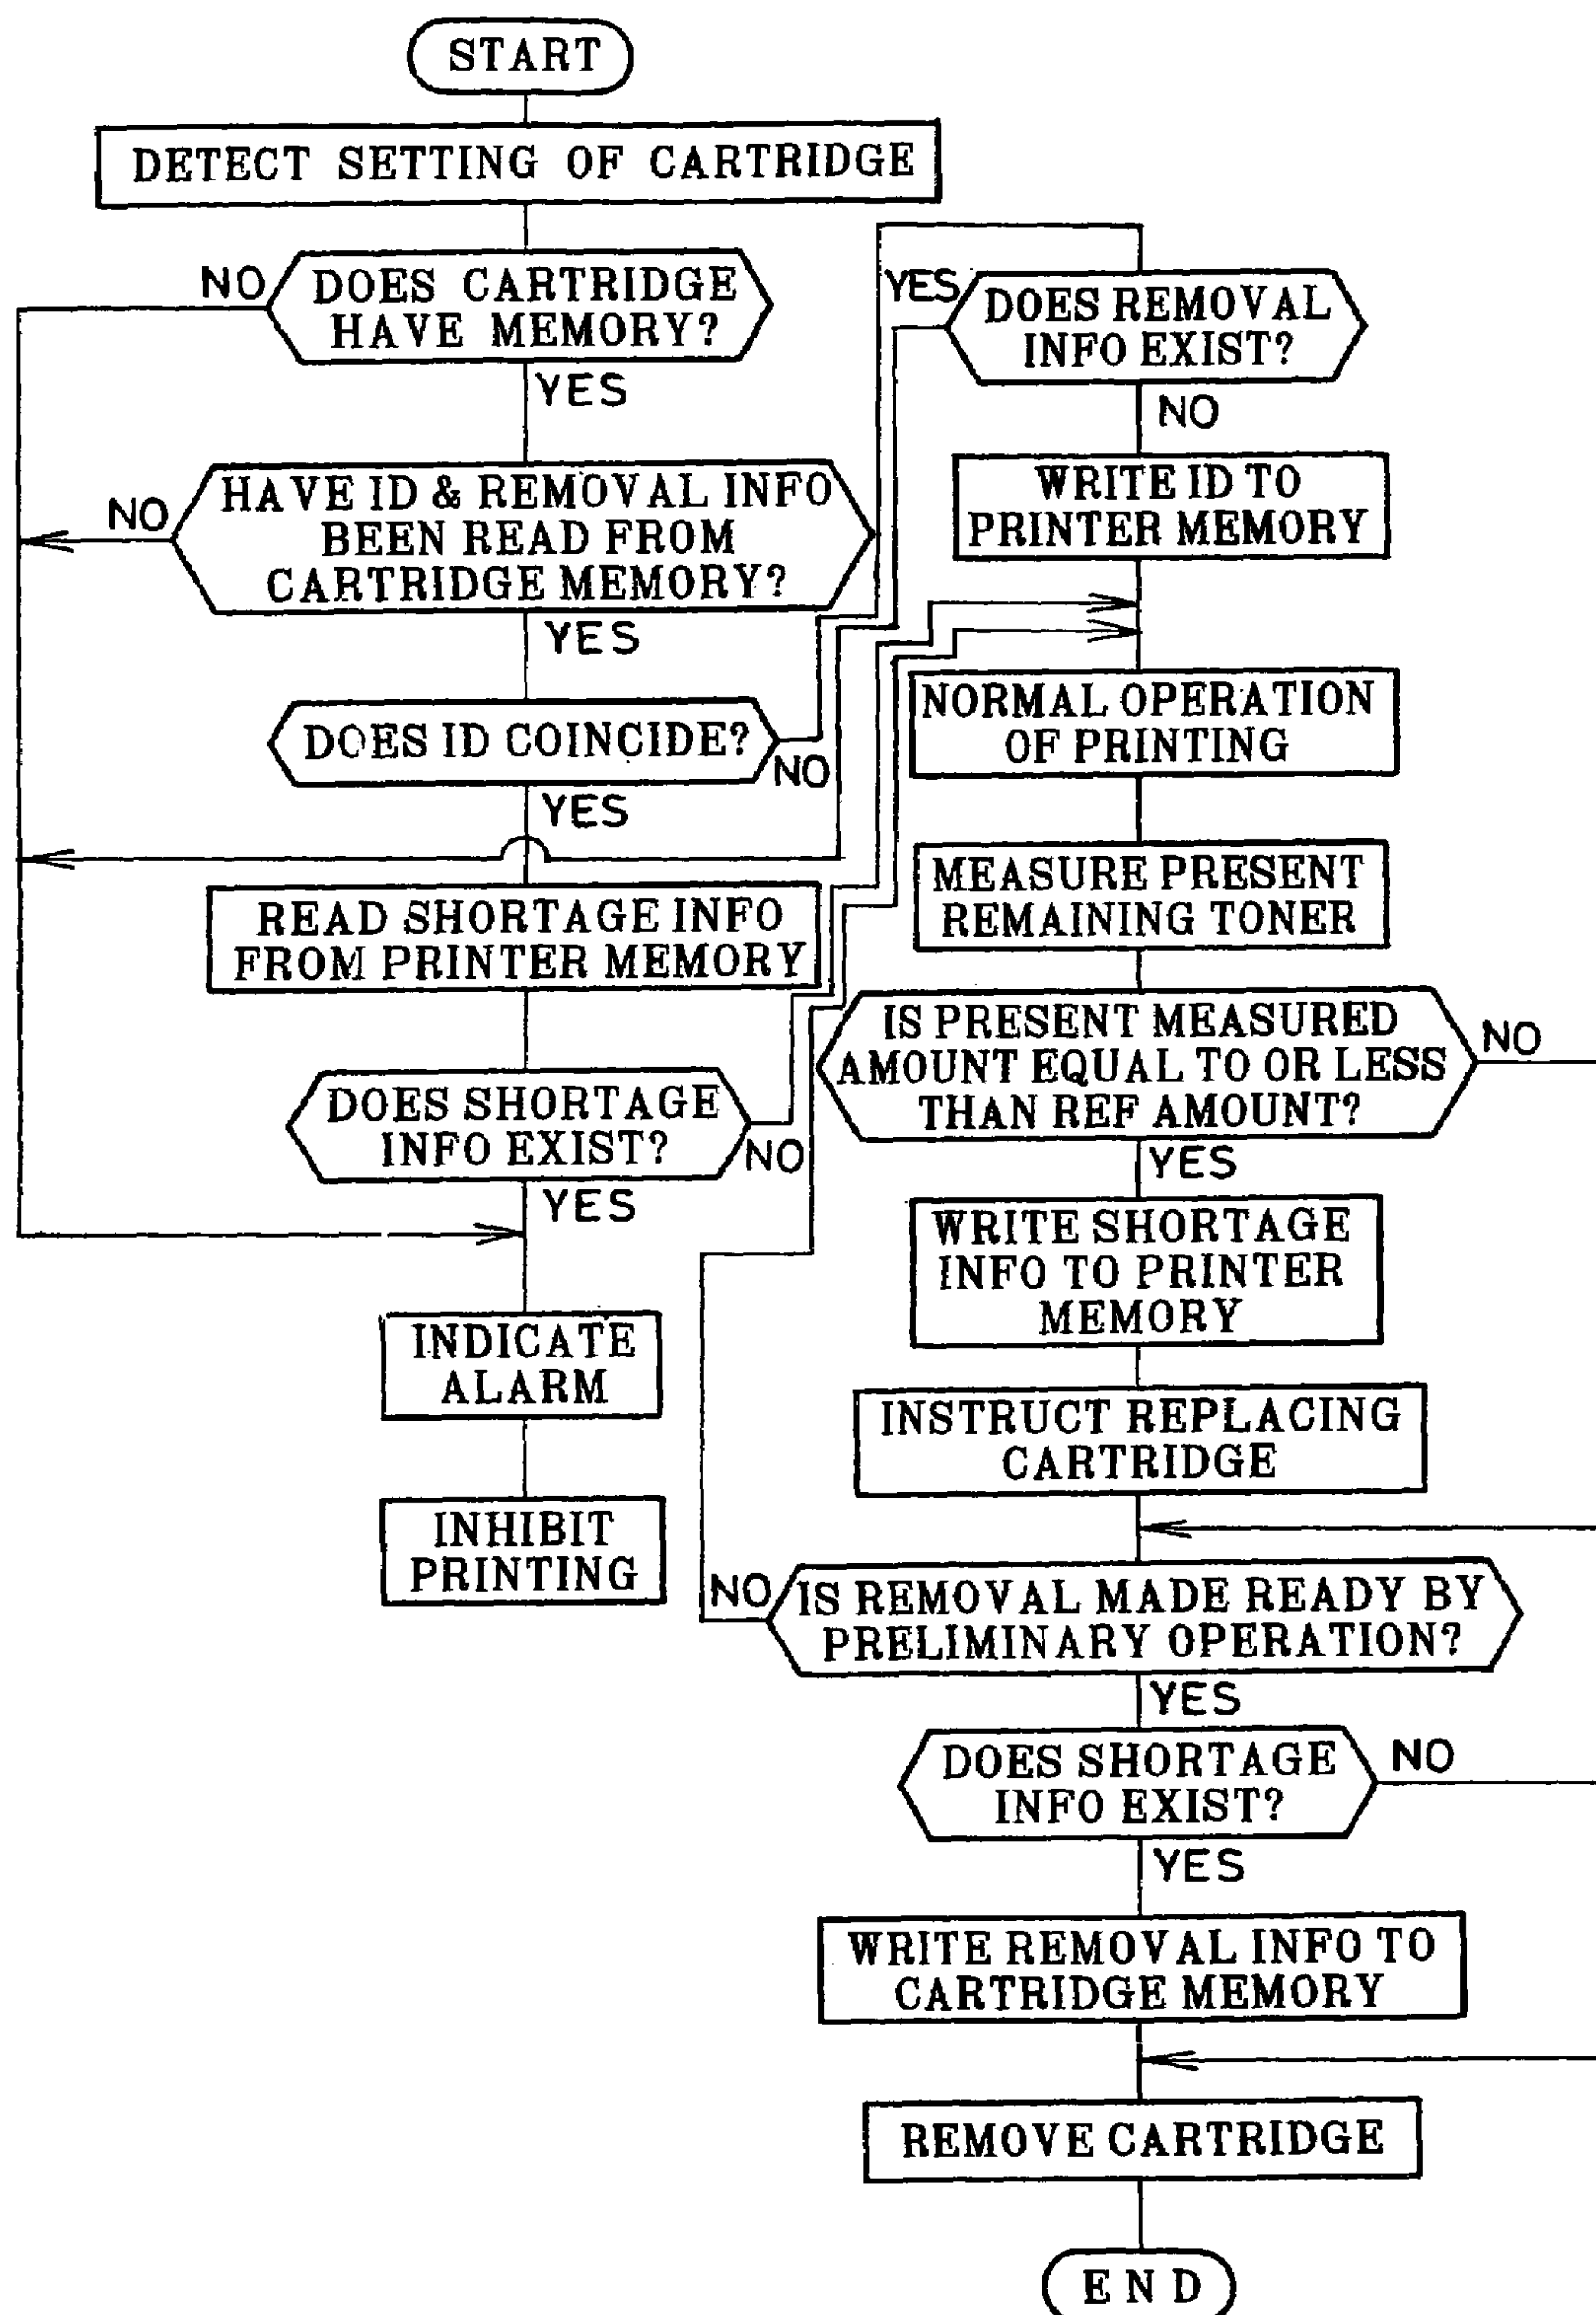 START
DETECT SETTING OF CARTRIDGE
NO
DOES CARTRIDGE
HAVE MEMORY?
YES
NO
HAVE ID & REMOVAL INFO
BEEN READ FROM
CARTRIDGE MEMORY?
YES
DOES ID COINCIDE?
NO
YES
READ SHORTAGE INFO
FROM PRINTER MEMORY
DOES SHORTAGE
INFO EXIST?
NO
YES
INDICATE
ALARM
INHIBIT
PRINTING
YES
DOES REMOVAL
INFO EXIST?
NO
WRITE ID TO
PRINTER MEMORY
NORMAL OPERATION
OF PRINTING
MEASURE PRESENT
REMAINING TONER
IS PRESENT MEASURED
AMOUNT EQUAL TO OR LESS
THAN REF AMOUNT?
NO
YES
WRITE SHORTAGE
INFO TO PRINTER
MEMORY
INSTRUCT REPLACING
CARTRIDGE
NO
IS REMOVAL MADE READY BY
PRELIMINARY OPERATION?
YES
DOES SHORTAGE
INFO EXIST?
NO
YES
WRITE REMOVAL INFO TO
CARTRIDGE MEMORY
REMOVE CARTRIDGE
END